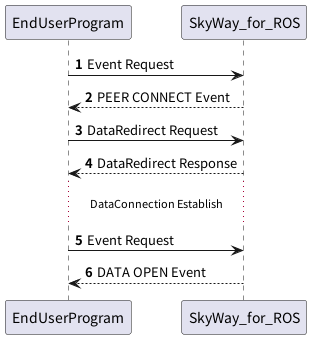 EndUserProgram SkyWay_for_ROS
1 Event Request
2 PEER CONNECT Event
3 DataRedirect Request
4 DataRedirect Response
DataConnection Establish
5 Event Request
6 DATA OPEN Event
EndUserProgram SkyWay_for_ROS